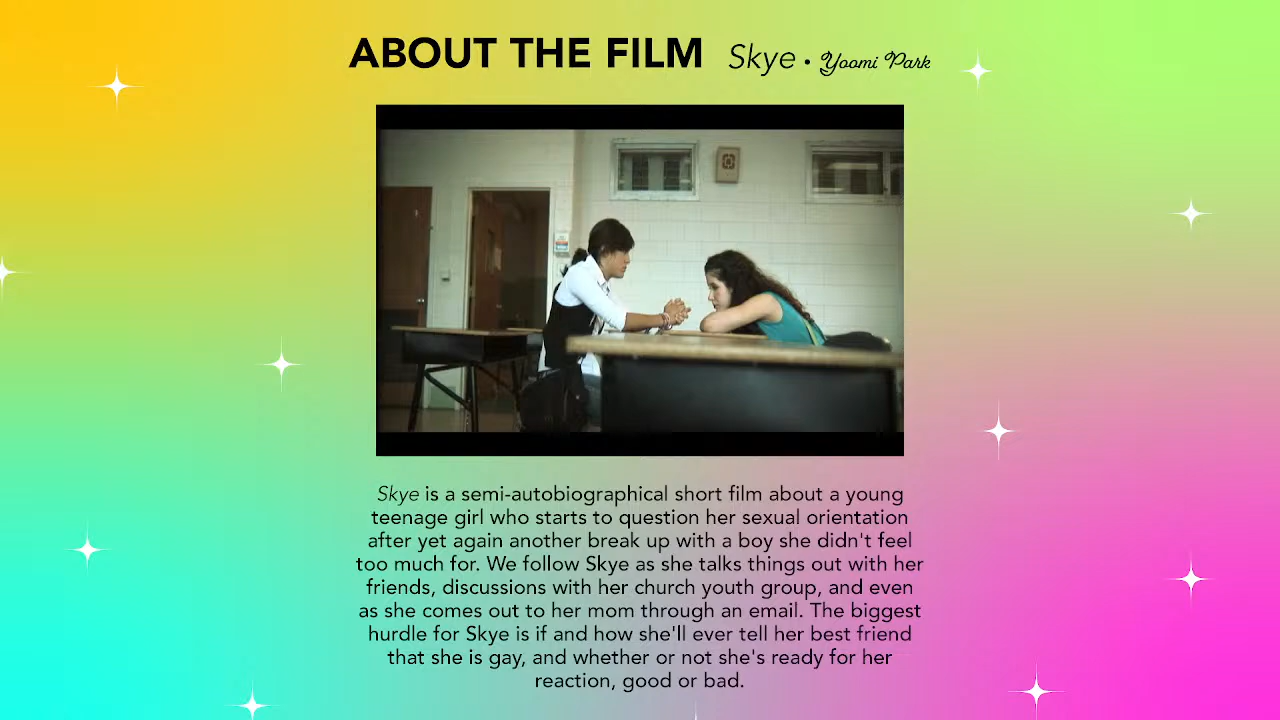 ABOUT THE FILM Skye • Yoomi Park
Skye is a semi-autobiographical short film about a young
teenage girl who starts to question her sexual orientation
after yet again another break up with a boy she didn't feel
too much for. We follow Skye as she talks things out with her
friends, discussions with her church youth group, and even
as she comes out to her mom through an email. The biggest
hurdle for Skye is if and how she'll ever tell her best friend
that she is gay, and whether or not she's ready for her
reaction, good or bad.